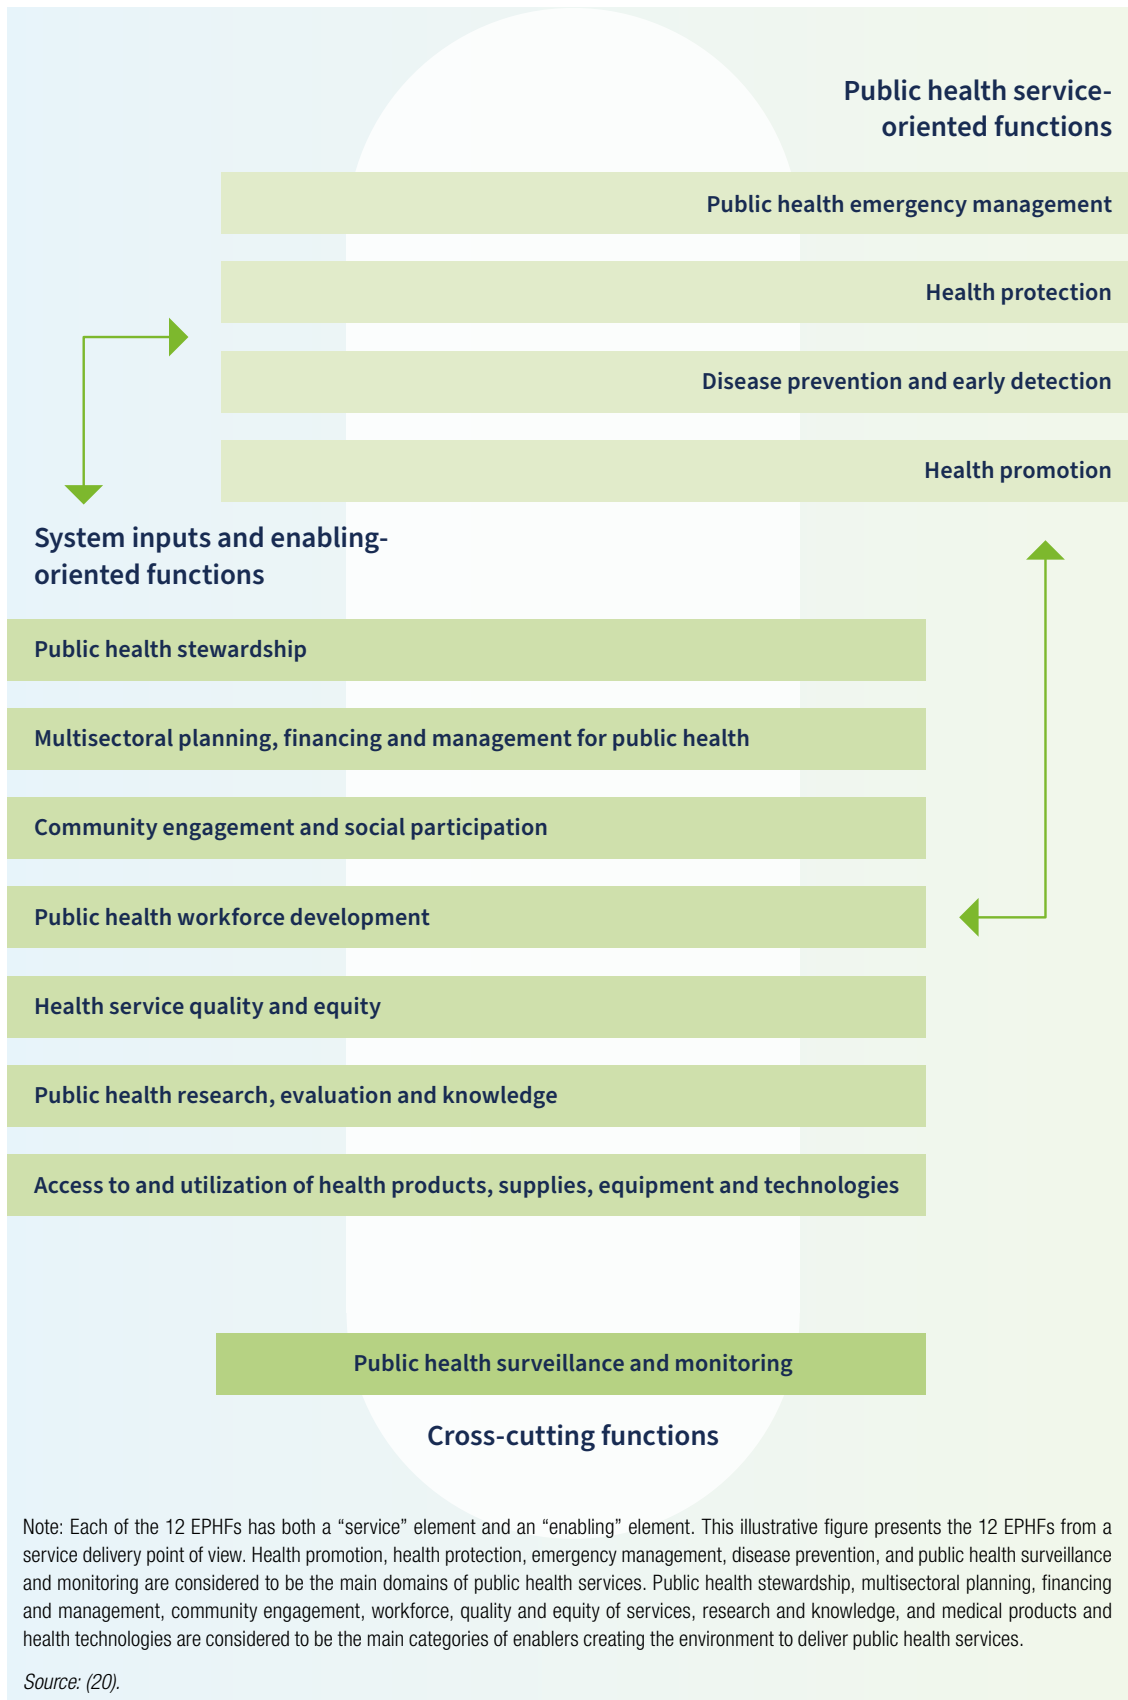 Public health service-
oriented functions
Public health emergency management
Health protection
Disease prevention and early detection
Health promotion
System inputs and enabling-
oriented functions
Public health stewardship
Multisectoral planning, financing and management for public health
Community engagement and social participation
Public health workforce development
Health service quality and equity
Public health research, evaluation and knowledge
Access to and utilization of health products, supplies, equipment and technologies
Public health surveillance and monitoring
Cross-cutting functions
Note: Each of the 12 EPHFs has both a “service” element and an “enabling” element. This illustrative figure presents the 12 EPHFs from a
service delivery point of view. Health promotion, health protection, emergency management, disease prevention, and public health surveillance
and monitoring are considered to be the main domains of public health services. Public health stewardship, multisectoral planning, financing
and management, community engagement, workforce, quality and equity of services, research and knowledge, and medical products and
health technologies are considered to be the main categories of enablers creating the environment to deliver public health services.
Source: (20).